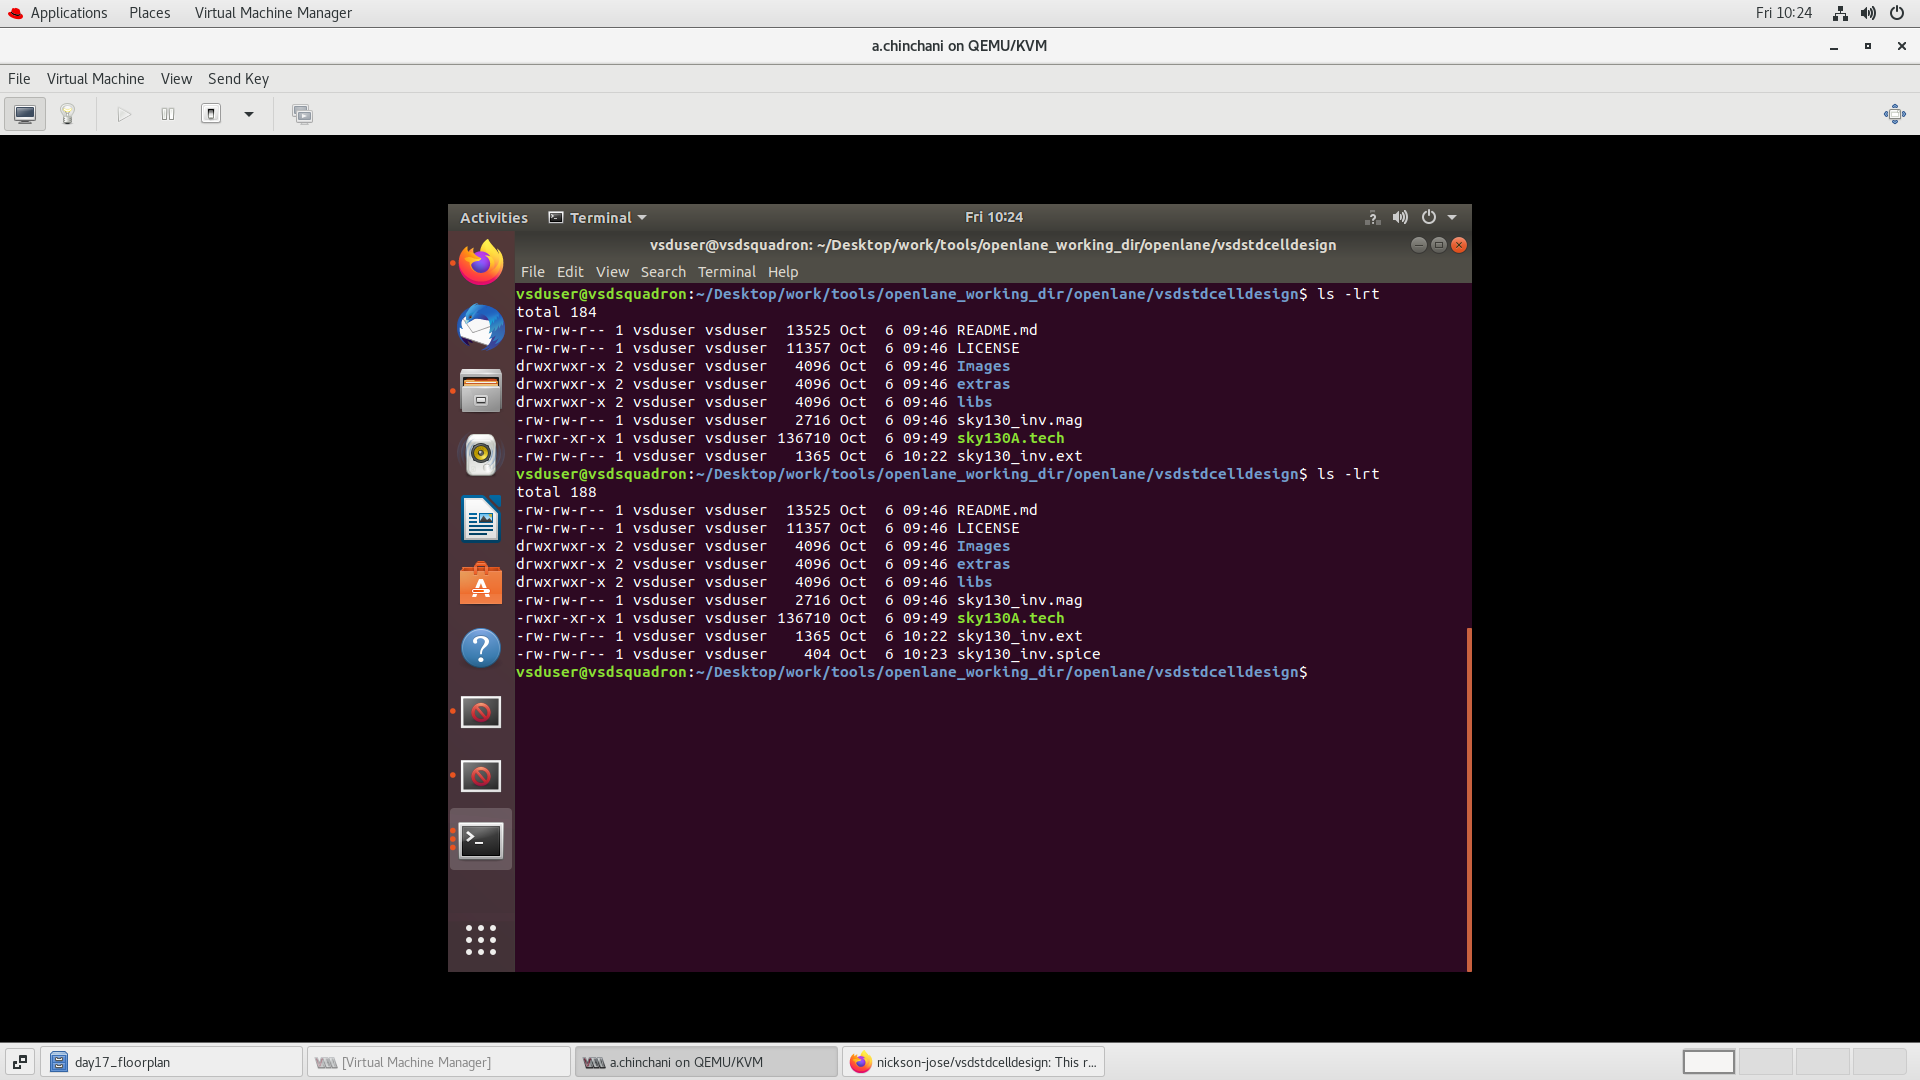 Applications Places Virtual Machine Manager Fri 10:24
a.chinchani on QEMU/KVM
File Virtual Machine View Send Key
Activities Terminal Fri 10:24
vsduser@vsdsquadron: ~/Desktop/work/tools/openlane_working_dir/openlane/vsdstdcelldesign
File Edit View Search Terminal Help
vsduser@vsdsquadron:~/Desktop/work/tools/openlane_working_dir/openlane/vsdstdcelldesign$ ls -lrt
total 184
-rw-rw-r-- 1 vsduser vsduser  13525 Oct  6 09:46 README.md
-rw-rw-r-- 1 vsduser vsduser  11357 Oct  6 09:46 LICENSE
drwxrwxr-x 2 vsduser vsduser   4096 Oct  6 09:46 Images
drwxrwxr-x 2 vsduser vsduser   4096 Oct  6 09:46 extras
drwxrwxr-x 2 vsduser vsduser   4096 Oct  6 09:46 libs
-rw-rw-r-- 1 vsduser vsduser   2716 Oct  6 09:46 sky130_inv.mag
-rwxr-xr-x 1 vsduser vsduser 136710 Oct  6 09:49 sky130A.tech
-rw-rw-r-- 1 vsduser vsduser   1365 Oct  6 10:22 sky130_inv.ext
vsduser@vsdsquadron:~/Desktop/work/tools/openlane_working_dir/openlane/vsdstdcelldesign$ ls -lrt
total 188
-rw-rw-r-- 1 vsduser vsduser  13525 Oct  6 09:46 README.md
-rw-rw-r-- 1 vsduser vsduser  11357 Oct  6 09:46 LICENSE
drwxrwxr-x 2 vsduser vsduser   4096 Oct  6 09:46 Images
drwxrwxr-x 2 vsduser vsduser   4096 Oct  6 09:46 extras
drwxrwxr-x 2 vsduser vsduser   4096 Oct  6 09:46 libs
-rw-rw-r-- 1 vsduser vsduser   2716 Oct  6 09:46 sky130_inv.mag
-rwxr-xr-x 1 vsduser vsduser 136710 Oct  6 09:49 sky130A.tech
-rw-rw-r-- 1 vsduser vsduser   1365 Oct  6 10:22 sky130_inv.ext
-rw-rw-r-- 1 vsduser vsduser    404 Oct  6 10:23 sky130_inv.spice
vsduser@vsdsquadron:~/Desktop/work/tools/openlane_working_dir/openlane/vsdstdcelldesign$
day17_floorplan [Virtual Machine Manager] a.chinchani on QEMU/KVM nickson-jose/vsdstdcelldesign: This r...